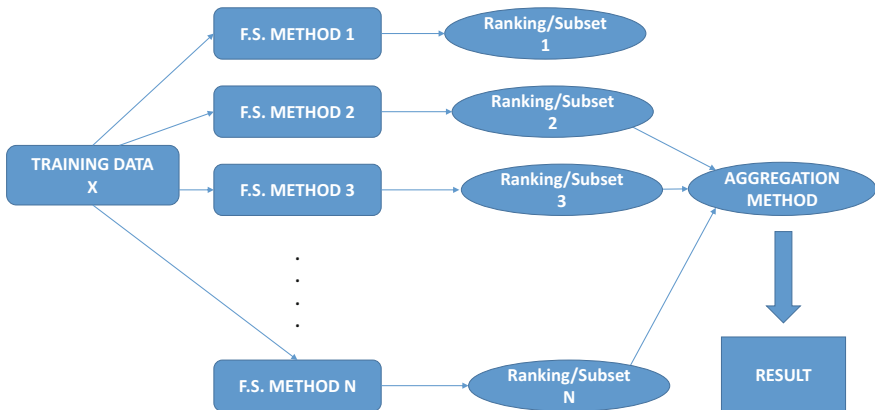 F.S. METHOD 1
Ranking/Subset
1
F.S. METHOD 2
Ranking/Subset
2
TRAINING DATA
X
F.S. METHOD 3
Ranking/Subset
3
AGGREGATION
METHOD
F.S. METHOD N
Ranking/Subset
N
RESULT